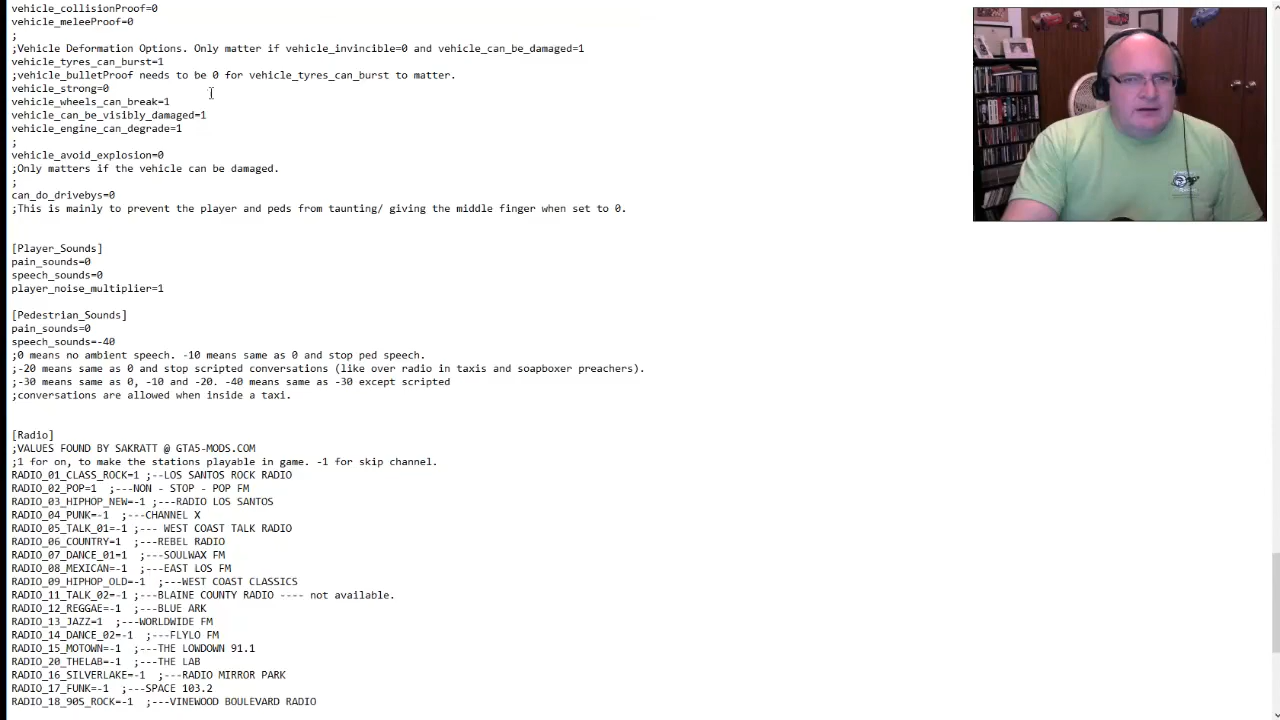 vehicle_collisionProof=0
vehicle_meleeProof=0
;
;Vehicle Deformation Options. Only matter if vehicle_invincible=0 and vehicle_can_be_damaged=1
vehicle_tyres_can_burst=1
;vehicle_bulletProof needs to be 0 for vehicle_tyres_can_burst to matter.
vehicle_strong=0
vehicle_wheels_can_break=1
vehicle_can_be_visibly_damaged=1
vehicle_engine_can_degrade=1
;
vehicle_avoid_explosion=0
;Only matters if the vehicle can be damaged.
;
can_do_drivebys=0
;This is mainly to prevent the player and peds from taunting/ giving the middle finger when set to 0.
[Player_Sounds]
pain_sounds=0
speech_sounds=0
player_noise_multiplier=1
[Pedestrian_Sounds]
pain_sounds=0
speech_sounds=-40
;0 means no ambient speech. -10 means same as 0 and stop ped speech.
;-20 means same as 0 and stop scripted conversations (like over radio in taxis and soapboxer preachers).
;-30 means same as 0, -10 and -20. -40 means same as -30 except scripted
;conversations are allowed when inside a taxi.
[Radio]
;VALUES FOUND BY SAKRATT @ GTA5-MODS.COM
;1 for on, to make the stations playable in game. -1 for skip channel.
RADIO_01_CLASS_ROCK=1 ;--LOS SANTOS ROCK RADIO
RADIO_02_POP=1  ;---NON - STOP - POP FM
RADIO_03_HIPHOP_NEW=-1 ;---RADIO LOS SANTOS
RADIO_04_PUNK=-1  ;---CHANNEL X
RADIO_05_TALK_01=-1 ;--- WEST COAST TALK RADIO
RADIO_06_COUNTRY=1  ;---REBEL RADIO
RADIO_07_DANCE_01=1  ;---SOULWAX FM
RADIO_08_MEXICAN=-1  ;---EAST LOS FM
RADIO_09_HIPHOP_OLD=-1  ;---WEST COAST CLASSICS
RADIO_11_TALK_02=-1  ;---BLAINE COUNTY RADIO ---- not available.
RADIO_12_REGGAE=-1  ;---BLUE ARK
RADIO_13_JAZZ=1  ;---WORLDWIDE FM
RADIO_14_DANCE_02=-1  ;---FLYLO FM
RADIO_15_MOTOWN=-1  ;---THE LOWDOWN 91.1
RADIO_20_THELAB=-1  ;---THE LAB
RADIO_16_SILVERLAKE=-1  ;---RADIO MIRROR PARK
RADIO_17_FUNK=-1 ;---SPACE 103.2
RADIO_18_90S_ROCK=-1  ;---VINEWOOD BOULEVARD RADIO